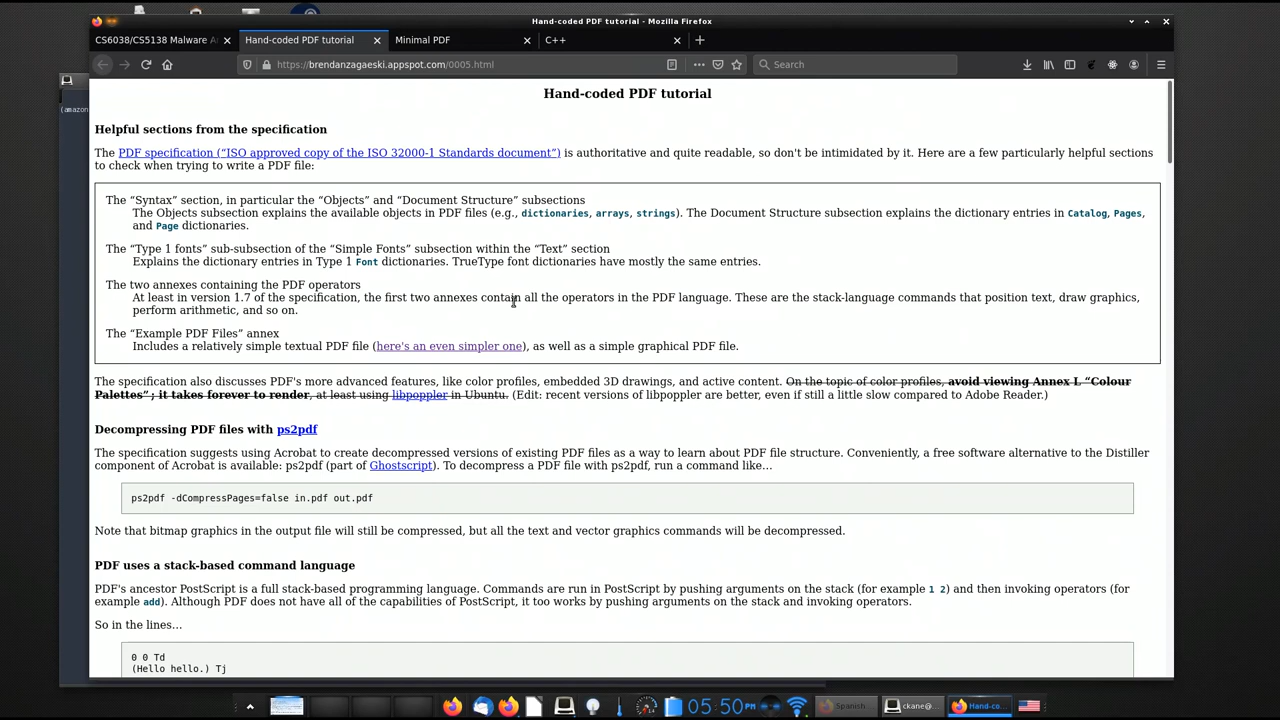 Hand-coded PDF tutorial - Mozilla Firefox
CS6038/CS5138 Malware A
Hand-coded PDF tutorial
Minimal PDF
C++
https://brendanzagaeski.appspot.com/0005.html
Search
(amazon
Hand-coded PDF tutorial
Helpful sections from the specification
The PDF specification (“ISO approved copy of the ISO 32000-1 Standards document”) is authoritative and quite readable, so don't be intimidated by it. Here are a few particularly helpful sections
to check when trying to write a PDF file:
The “Syntax” section, in particular the “Objects” and “Document Structure” subsections
The Objects subsection explains the available objects in PDF files (e.g., dictionaries, arrays, strings). The Document Structure subsection explains the dictionary entries in Catalog, Pages,
and Page dictionaries.
The “Type 1 fonts” sub-subsection of the “Simple Fonts” subsection within the “Text” section
Explains the dictionary entries in Type 1 Font dictionaries. TrueType font dictionaries have mostly the same entries.
The two annexes containing the PDF operators
At least in version 1.7 of the specification, the first two annexes contain all the operators in the PDF language. These are the stack-language commands that position text, draw graphics,
perform arithmetic, and so on.
The “Example PDF Files” annex
Includes a relatively simple textual PDF file (here's an even simpler one), as well as a simple graphical PDF file.
The specification also discusses PDF's more advanced features, like color profiles, embedded 3D drawings, and active content. On the topic of color profiles, avoid viewing Annex L “Colour
Palettes” ; it takes forever to render, at least using libpoppler in Ubuntu. (Edit: recent versions of libpoppler are better, even if still a little slow compared to Adobe Reader.)
Decompressing PDF files with ps2pdf
The specification suggests using Acrobat to create decompressed versions of existing PDF files as a way to learn about PDF file structure. Conveniently, a free software alternative to the Distiller
component of Acrobat is available: ps2pdf (part of Ghostscript). To decompress a PDF file with ps2pdf, run a command like…
ps2pdf -dCompressPages=false in.pdf out.pdf
Note that bitmap graphics in the output file will still be compressed, but all the text and vector graphics commands will be decompressed.
PDF uses a stack-based command language
PDF's ancestor PostScript is a full stack-based programming language. Commands are run in PostScript by pushing arguments on the stack (for example 1 2) and then invoking operators (for
example add). Although PDF does not have all of the capabilities of PostScript, it too works by pushing arguments on the stack and invoking operators.
So in the lines…
0 0 Td
(Hello hello.) Tj
05:50 PM
Spanish
ckane@...
Hand-co...